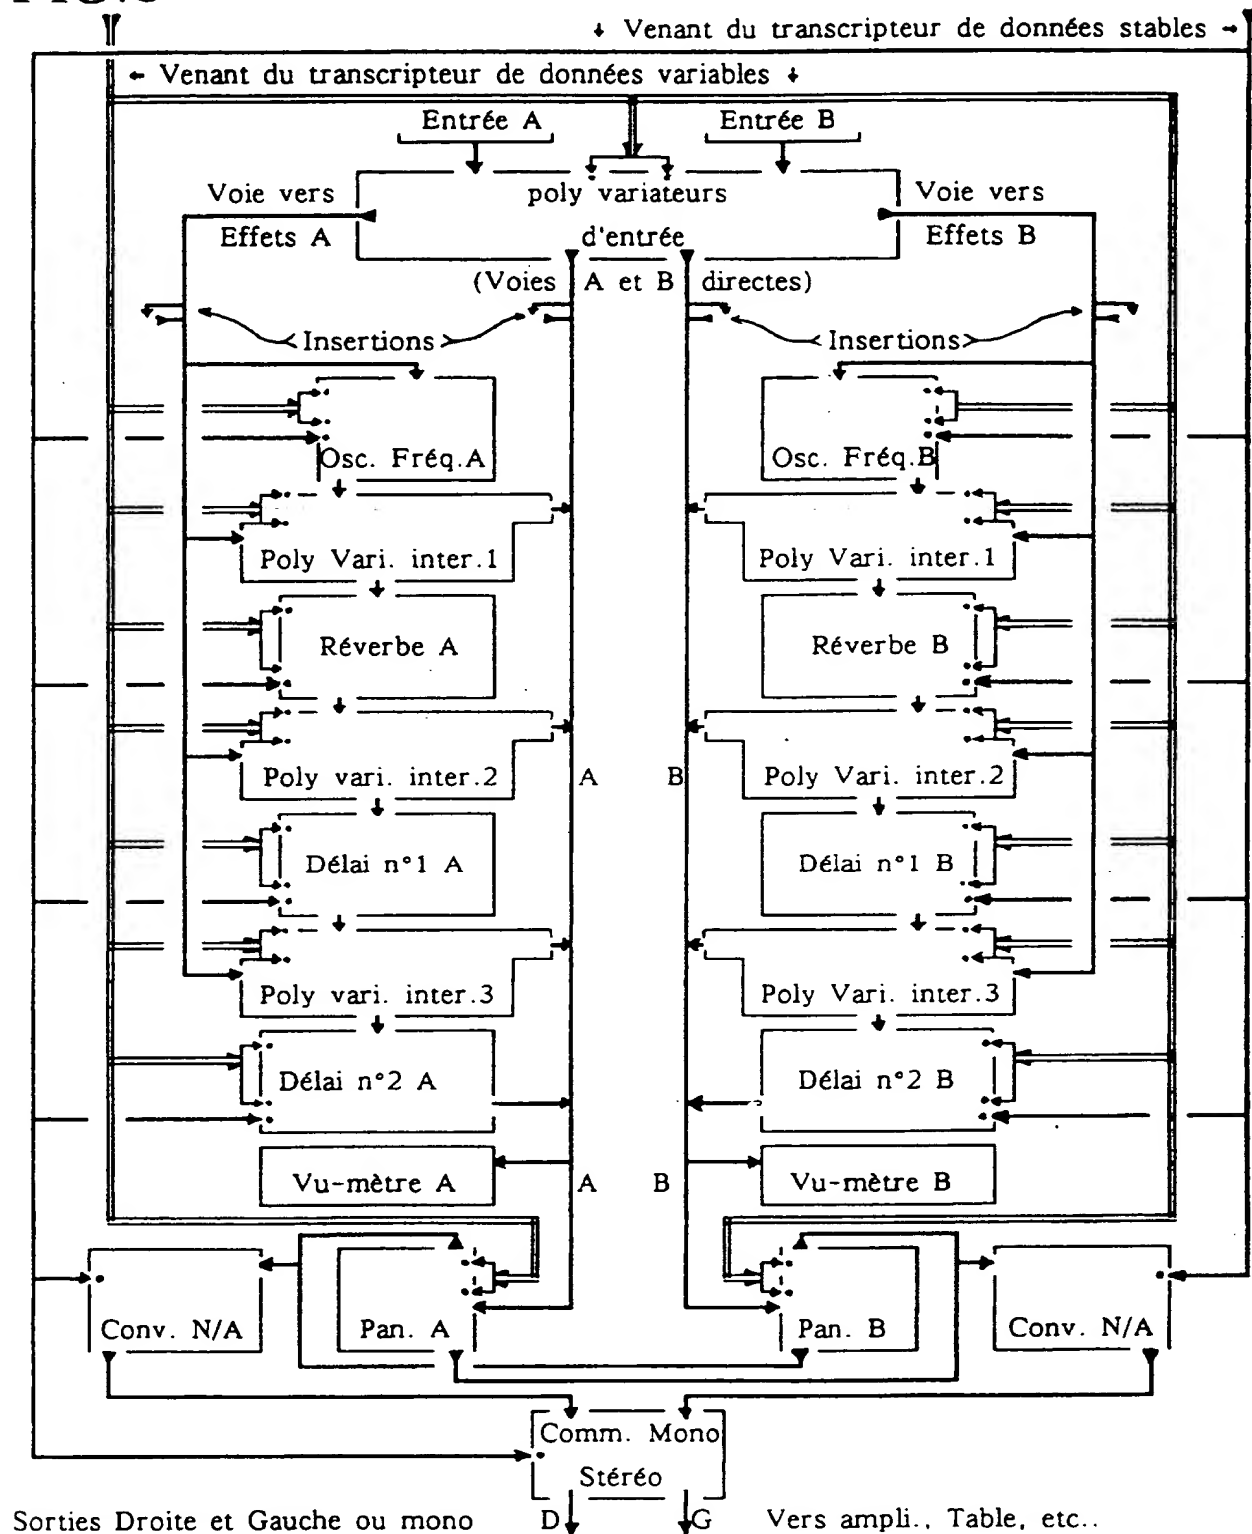 ↓ Venant du transcripteur de données stables →
← Venant du transcripteur de données variables ↓
Entrée A
Entrée B
Voie vers
Effets A
poly variateurs
d'entrée
Voie vers
Effets B
(Voies A et B directes)
Insertions
Insertions
Osc. Fréq.A
Osc. Fréq.B
Poly Vari. inter.1
Poly Vari. inter.1
Réverbe A
Réverbe B
Poly vari. inter.2
A
B
Poly Vari. inter.2
Délai n°1 A
Délai n°1 B
Poly vari. inter.3
Poly Vari. inter.3
Délai n°2 A
Délai n°2 B
Vu-mètre A
A
B
Vu-mètre B
Conv. N/A
Pan. A
Pan. B
Conv. N/A
Comm. Mono
Stéréo
Sorties Droite et Gauche ou mono
D
G
Vers ampli., Table, etc..